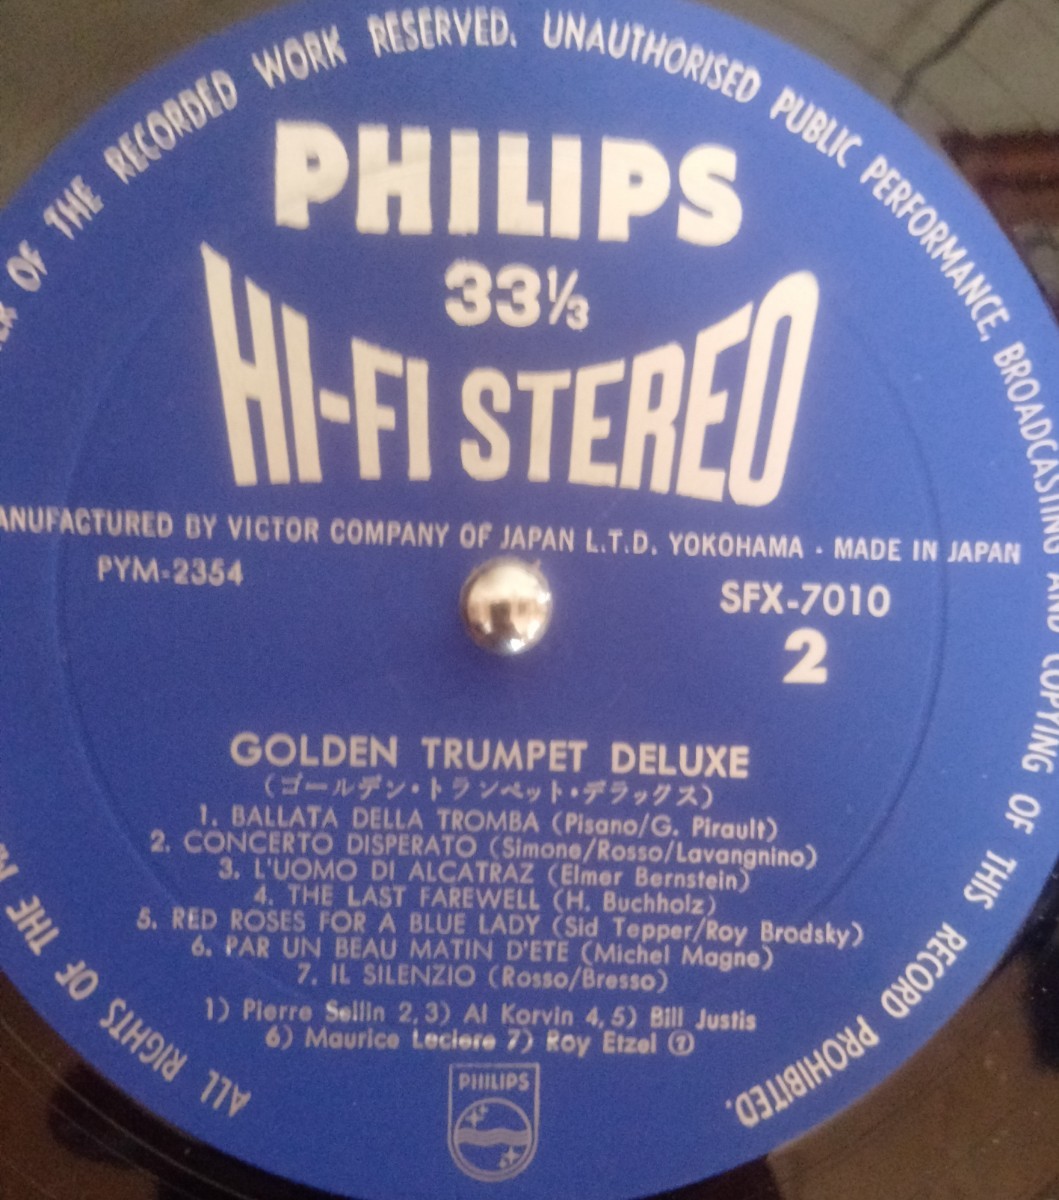 ALL RIGHTS OF THE OF THE RECORDED WORK RESERVED. UNAUTHORISED PUBLIC PERFORMANCE, BROADCASTING AND COPYING OF THIS RECORD PROHIBITED.
PHILIPS
33⅓
HI-FI STEREO
MANUFACTURED BY VICTOR COMPANY OF JAPAN L.T.D. YOKOHAMA · MADE IN JAPAN
PYM-2354
SFX-7010
2
GOLDEN TRUMPET DELUXE
(ゴールデン・トランペット・デラックス)
1. BALLATA DELLA TROMBA (Pisano/G. Pirault)
2. CONCERTO DISPERATO (Simone/Rosso/Lavangnino)
3. L'UOMO DI ALCATRAZ (Elmer Bernstein)
4. THE LAST FAREWELL (H. Buchholz)
5. RED ROSES FOR A BLUE LADY (Sid Tepper/Roy Brodsky)
6. PAR UN BEAU MATIN D'ETE (Michel Magne)
7. IL SILENZIO (Rosso/Bresso)
1) Pierre Sellin 2,3) Al Korvin 4,5) Bill Justis
6) Maurice Leclere 7) Roy Etzel ⑦
PHILIPS